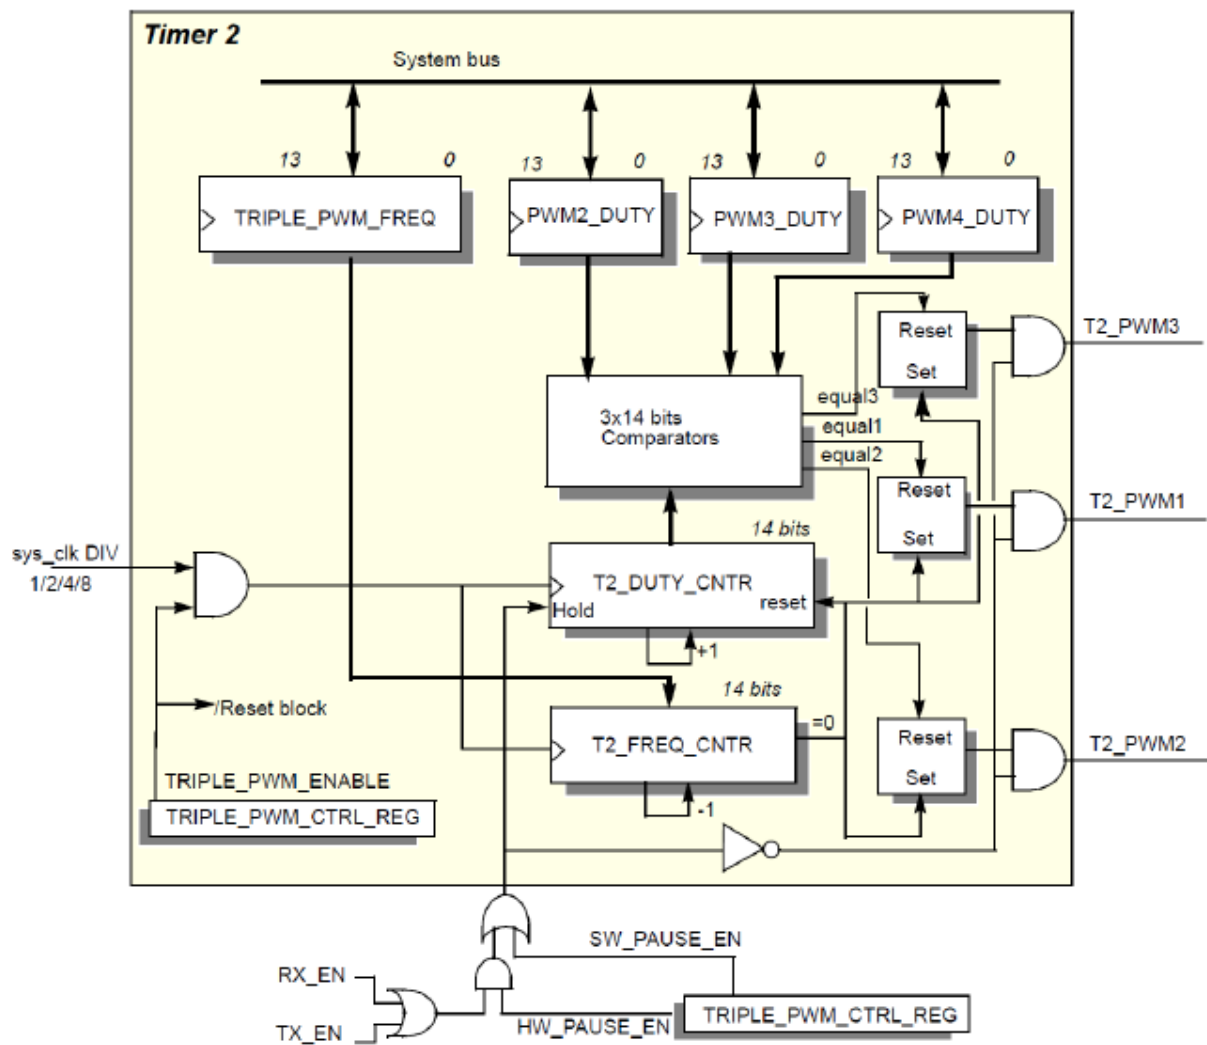 Timer 2
System bus
13 0 13 0 13 0 13 0
TRIPLE_PWM_FREQ
PWM2_DUTY
PWM3_DUTY
PWM4_DUTY
Reset
Set
T2_PWM3
3x14 bits
Comparators
equal3
equal1
equal2
Reset
Set
T2_PWM1
sys_clk DIV
1/2/4/8
14 bits
T2_DUTY_CNTR
Hold
reset
+1
/Reset block
14 bits
T2_FREQ_CNTR
=0
-1
Reset
Set
T2_PWM2
TRIPLE_PWM_ENABLE
TRIPLE_PWM_CTRL_REG
SW_PAUSE_EN
RX_EN
TX_EN
HW_PAUSE_EN
TRIPLE_PWM_CTRL_REG